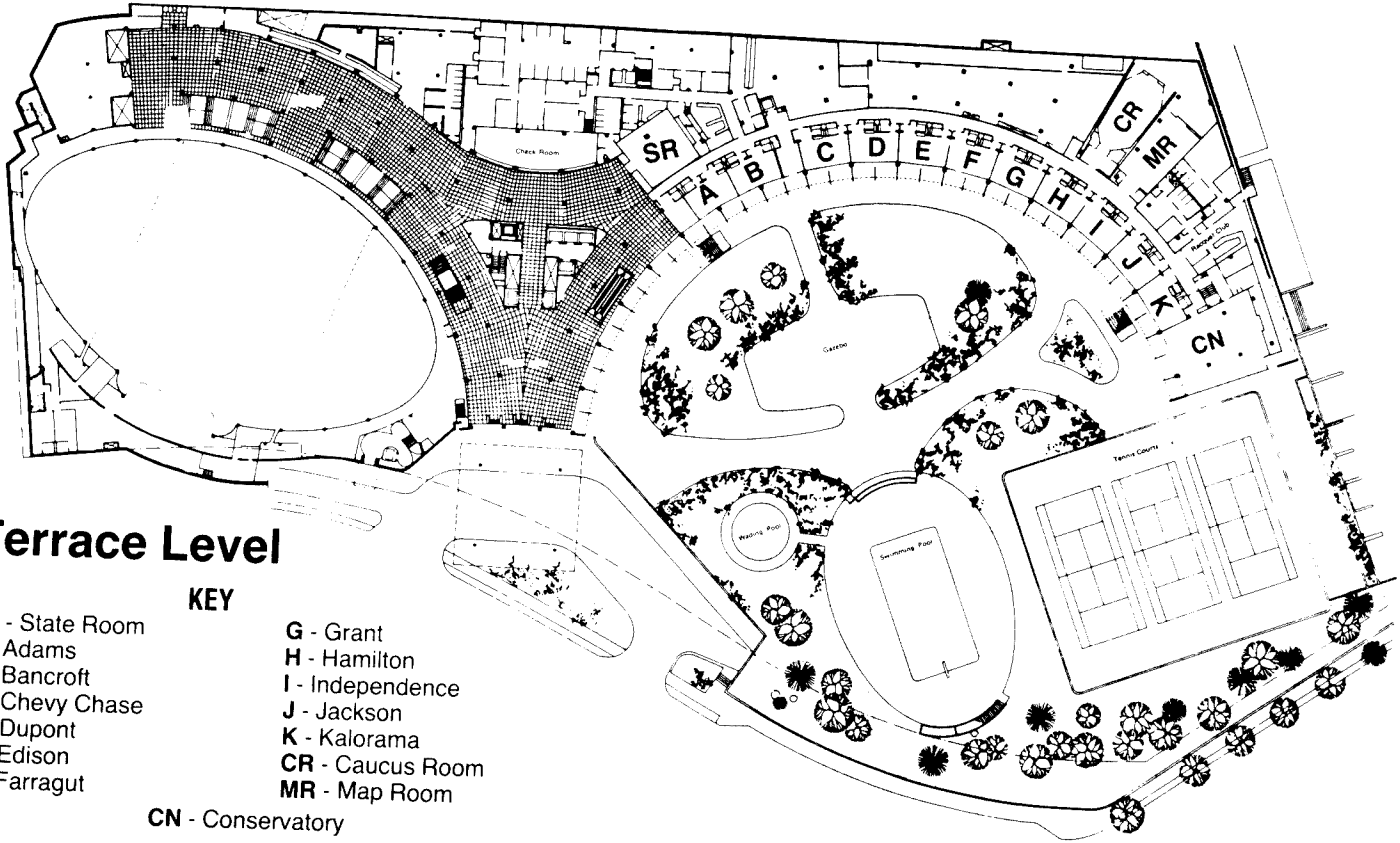 Check Room
SR
A
B
C
D
E
F
G
H
I
J
K
CR
MR
Racquet Club
CN
Gazebo
Tennis Courts
Wading Pool
Swimming Pool
Terrace Level
KEY
- State Room
Adams
Bancroft
Chevy Chase
Dupont
Edison
Farragut
G - Grant
H - Hamilton
I - Independence
J - Jackson
K - Kalorama
CR - Caucus Room
MR - Map Room
CN - Conservatory